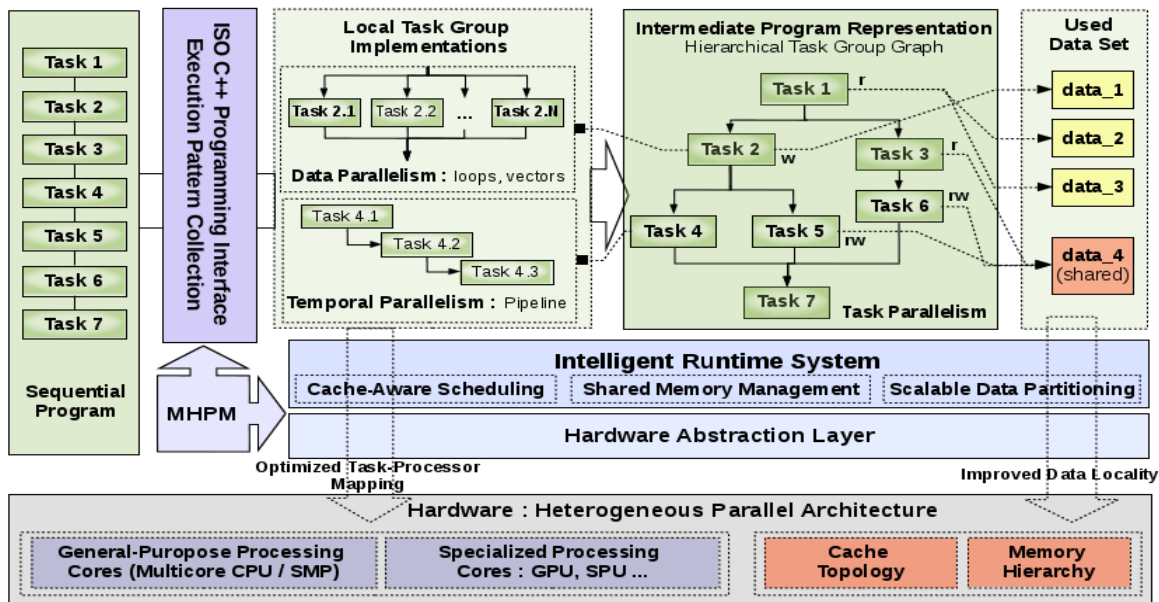 Task 1
Task 2
Task 3
Task 4
Task 5
Task 6
Task 7
Sequential
Program
ISO C++ Programming Interface
Execution Pattern Collection
MHPM
Local Task Group
Implementations
Task 2.1
Task 2.2
...
Task 2.N
Data Parallelism : loops, vectors
Task 4.1
Task 4.2
Task 4.3
Temporal Parallelism : Pipeline
Intermediate Program Representation
Hierarchical Task Group Graph
Task 1
r
Task 2
w
Task 3
r
Task 4
Task 5
rw
Task 6
rw
Task 7
Task Parallelism
Used
Data Set
data_1
data_2
data_3
data_4
(shared)
Intelligent Runtime System
Cache-Aware Scheduling
Shared Memory Management
Scalable Data Partitioning
Hardware Abstraction Layer
Optimized Task-Processor
Mapping
Improved Data Locality
Hardware : Heterogeneous Parallel Architecture
General-Puropose Processing
Cores (Multicore CPU / SMP)
Specialized Processing
Cores : GPU, SPU ...
Cache
Topology
Memory
Hierarchy